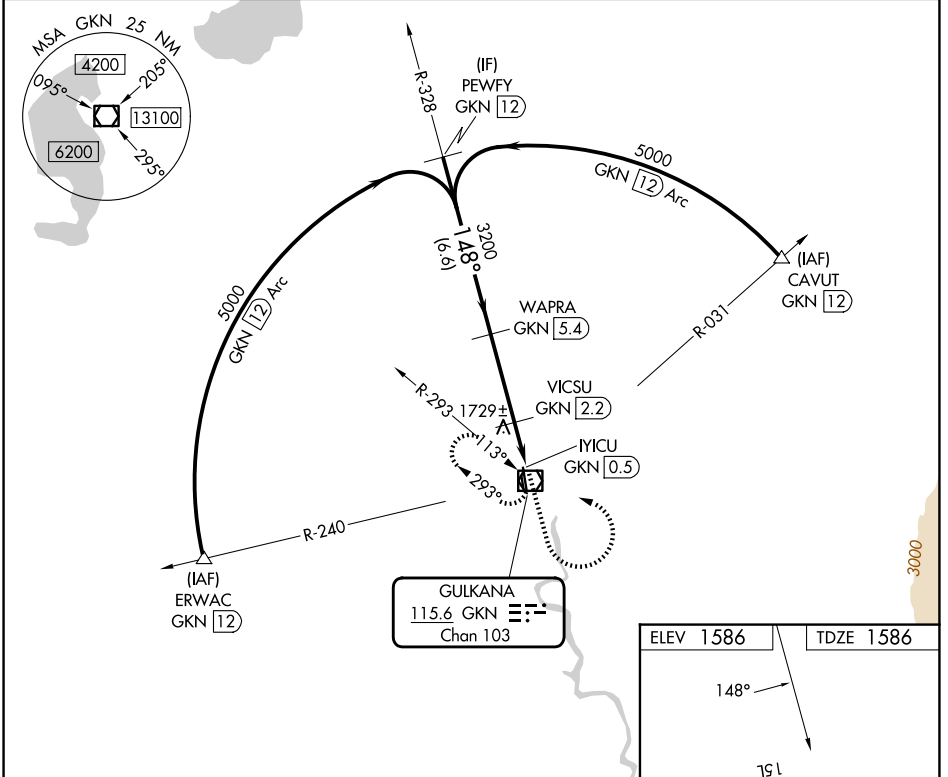 MSA GKN 25 NM
4200
095°
205°
13100
6200
295°
R-328
(IF)
PEWFY
GKN 12
5000
GKN 12 Arc
5000
GKN 12 Arc
3200
148°
(6.6)
(IAF)
CAVUT
GKN 12
R-031
WAPRA
GKN 5.4
VICSU
GKN 2.2
R-293
1729±
113°
293°
IYICU
GKN 0.5
R-240
(IAF)
ERWAC
GKN 12
GULKANA
115.6 GKN
Chan 103
3000
ELEV 1586
TDZE 1586
148°
15L